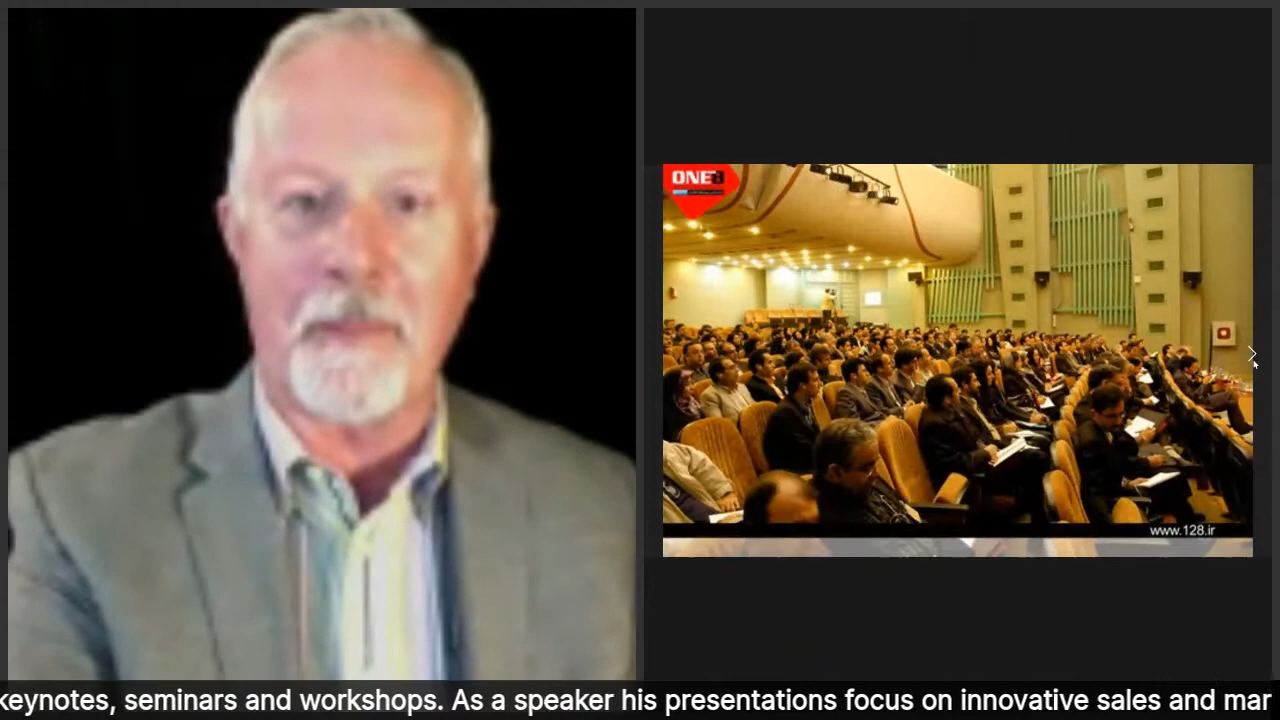 ONE8
www.128.ir
keynotes, seminars and workshops. As a speaker his presentations focus on innovative sales and mar